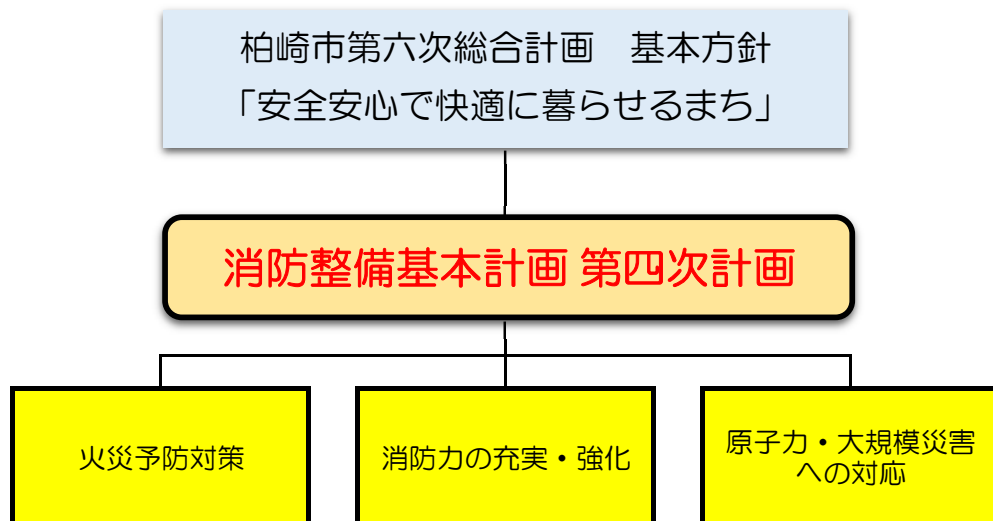 柏崎市第六次総合計画　基本方針
「安全安心で快適に暮らせるまち」
消防整備基本計画 第四次計画
火災予防対策
消防力の充実・強化
原子力・大規模災害
への対応